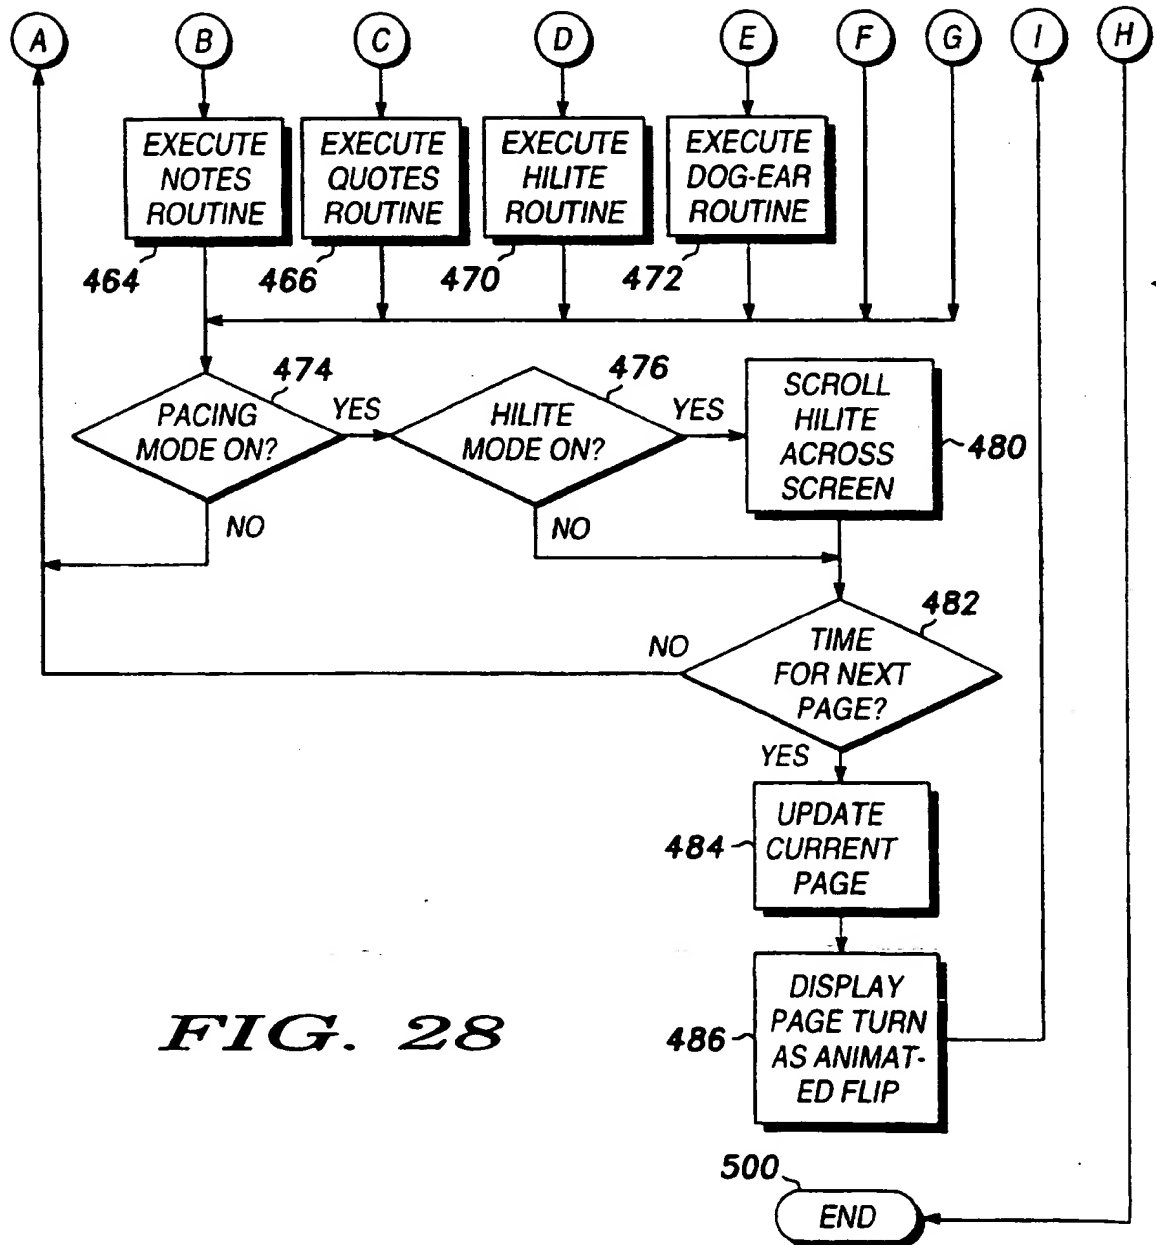 A B C D E F G I H
EXECUTE
NOTES
ROUTINE
464
EXECUTE
QUOTES
ROUTINE
466
EXECUTE
HILITE
ROUTINE
470
EXECUTE
DOG-EAR
ROUTINE
472
474
PACING
MODE ON?
YES
NO
476
HILITE
MODE ON?
YES
NO
SCROLL
HILITE
ACROSS
SCREEN
480
482
TIME
FOR NEXT
PAGE?
NO
YES
UPDATE
CURRENT
PAGE
484
DISPLAY
PAGE TURN
AS ANIMAT-
ED FLIP
486
FIG. 28
500
END